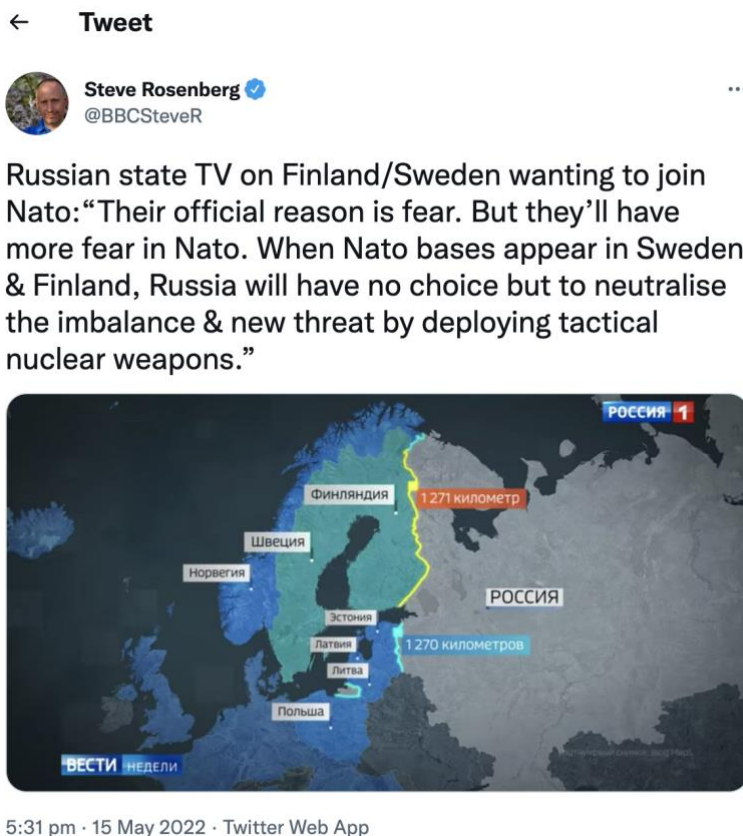 Tweet
Steve Rosenberg
@BBCSteveR
Russian state TV on Finland/Sweden wanting to join
Nato:“Their official reason is fear. But they’ll have
more fear in Nato. When Nato bases appear in Sweden
& Finland, Russia will have no choice but to neutralise
the imbalance & new threat by deploying tactical
nuclear weapons.”
РОССИЯ 1
ФИНЛЯНДИЯ
1 271 километр
Швеция
Норвегия
РОССИЯ
Эстония
Латвия
1 270 километров
Литва
Польша
ВЕСТИ НЕДЕЛИ
5:31 pm · 15 May 2022 · Twitter Web App